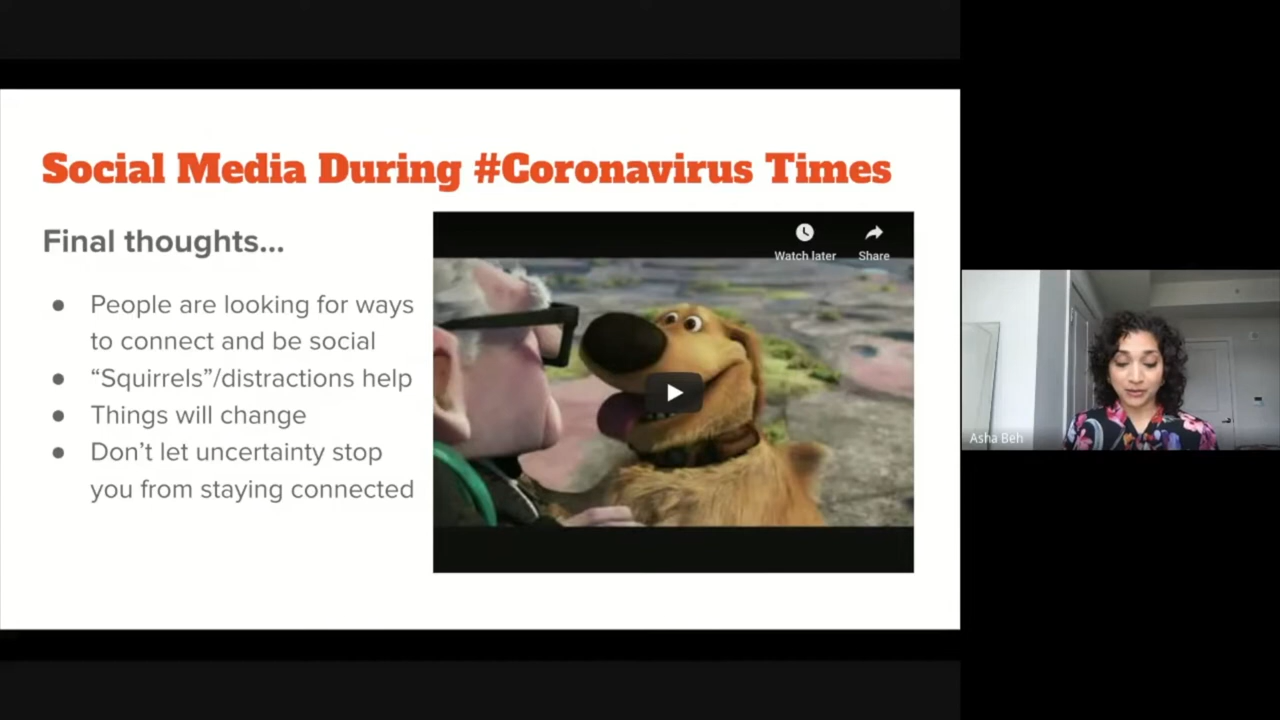 Social Media During #Coronavirus Times
Final thoughts...
● People are looking for ways
to connect and be social
● “Squirrels”/distractions help
● Things will change
● Don’t let uncertainty stop
you from staying connected
Watch later
Share
Asha Beh